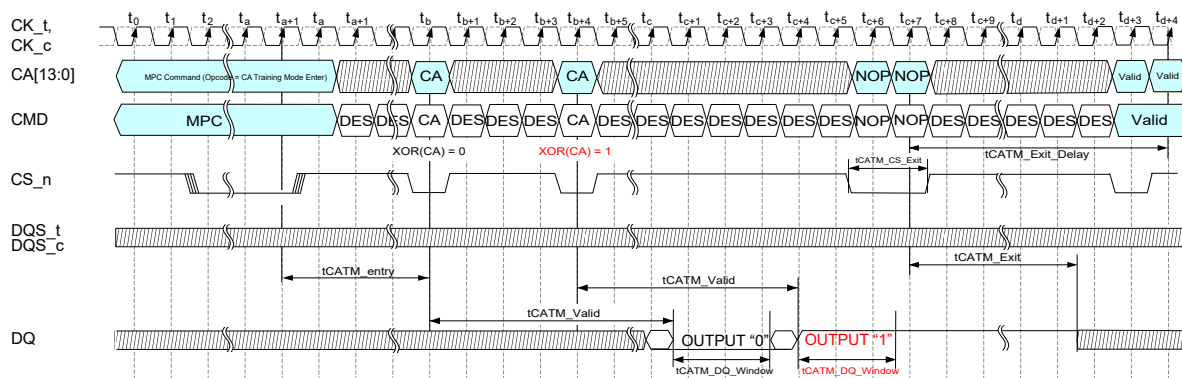 CK_t,
CK_c
t0 t1 t2 ta ta+1 ta ta+1 tb tb+1 tb+2 tb+3 tb+4 tb+5 tc tc+1 tc+2 tc+3 tc+4 tc+5 tc+6 tc+7 tc+8 tc+9 td td+1 td+2 td+3 td+4
CA[13:0]
MPC Command (Opcode = CA Training Mode Enter) CA CA NOP NOP Valid Valid
CMD
MPC DES DES CA DES DES DES CA DES DES DES DES DES DES DES NOP NOP DES DES DES DES DES Valid
XOR(CA) = 0 XOR(CA) = 1
tCATM_CS_Exit
tCATM_Exit_Delay
CS_n
DQS_t
DQS_c
tCATM_entry
tCATM_Valid
tCATM_Exit
tCATM_Valid
DQ
OUTPUT “0” OUTPUT “1”
tCATM_DQ_Window tCATM_DQ_Window